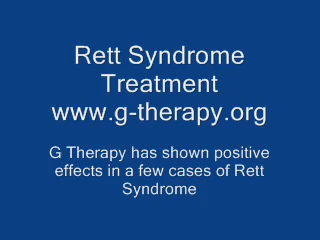 Rett Syndrome
Treatment
www.g-therapy.org
G Therapy has shown positive
effects in a few cases of Rett
Syndrome